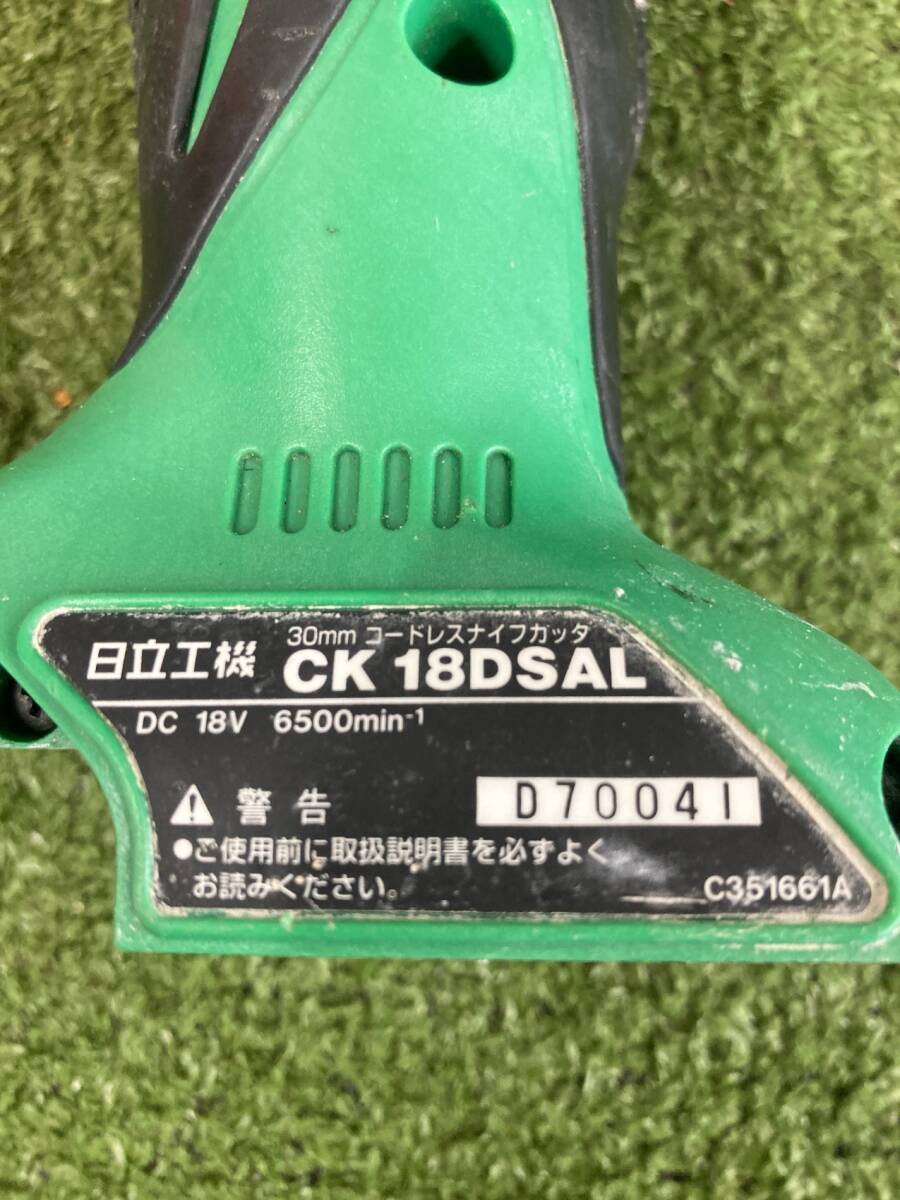 30mm コードレスナイフカッタ
日立工機 CK 18DSAL
DC 18V 6500min⁻¹
警告
D70041
●ご使用前に取扱説明書を必ずよく
お読みください。
C351661A